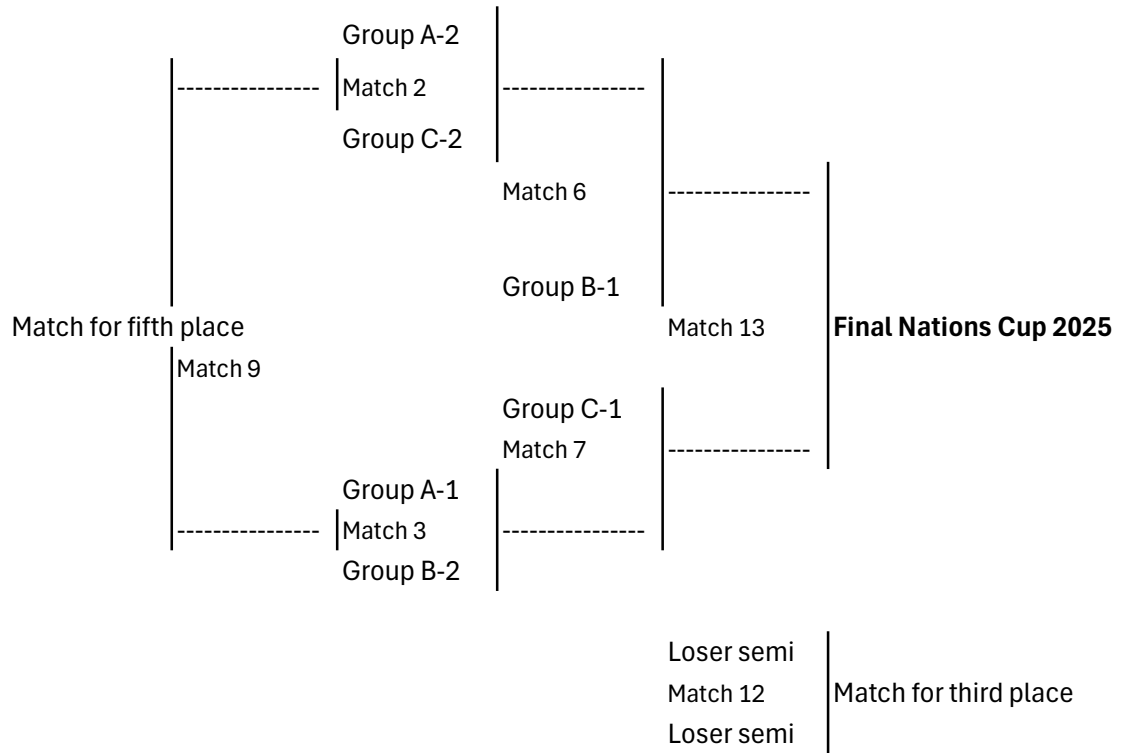 Group A-2
---------------- Match 2 ----------------
Group C-2
Match 6 ----------------
Group B-1
Match for fifth place Match 13 Final Nations Cup 2025
Match 9
Group C-1
Match 7 ----------------
Group A-1
---------------- Match 3 ----------------
Group B-2
Loser semi
Match 12 Match for third place
Loser semi